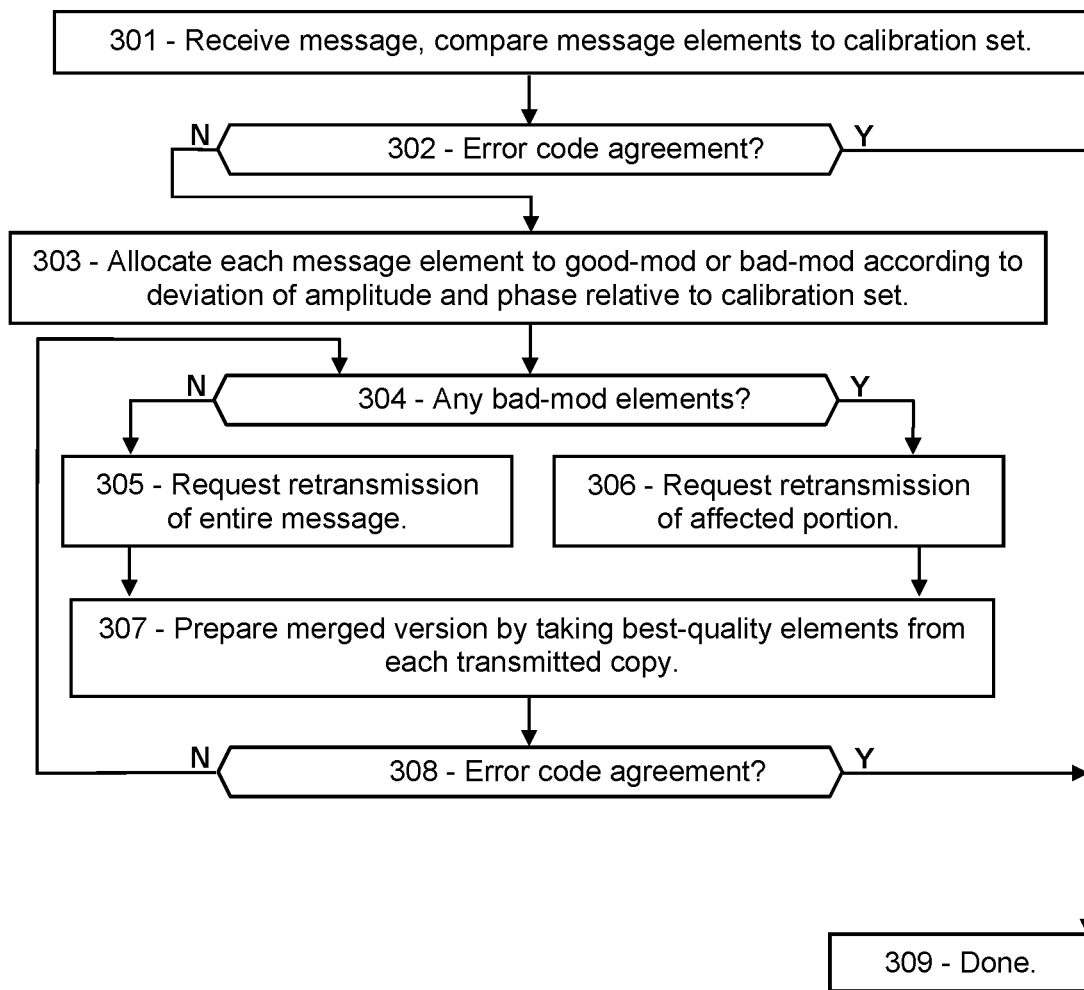 301 - Receive message, compare message elements to calibration set.
N
Y
302 - Error code agreement?
303 - Allocate each message element to good-mod or bad-mod according to
deviation of amplitude and phase relative to calibration set.
N
Y
304 - Any bad-mod elements?
305 - Request retransmission
of entire message.
306 - Request retransmission
of affected portion.
307 - Prepare merged version by taking best-quality elements from
each transmitted copy.
N
Y
308 - Error code agreement?
309 - Done.